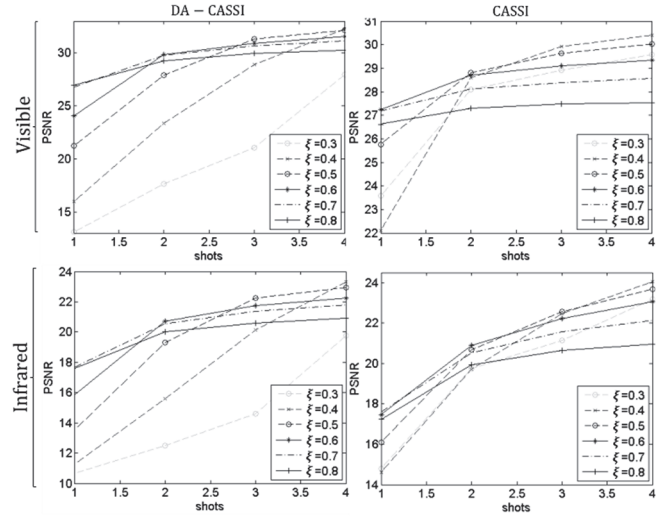 DA − CASSI
CASSI
Visible
PSNR
30
25
20
15
1
1.5
2
2.5
3
3.5
4
shots
ξ=0.3
ξ=0.4
ξ=0.5
ξ=0.6
ξ=0.7
ξ=0.8
PSNR
31
30
29
28
27
26
25
24
23
22
1
1.5
2
2.5
3
3.5
4
shots
ξ=0.3
ξ=0.4
ξ=0.5
ξ=0.6
ξ=0.7
ξ=0.8
Infrared
PSNR
24
22
20
18
16
14
12
10
1
1.5
2
2.5
3
3.5
4
shots
ξ=0.3
ξ=0.4
ξ=0.5
ξ=0.6
ξ=0.7
ξ=0.8
PSNR
24
22
20
18
16
14
1
1.5
2
2.5
3
3.5
4
shots
ξ=0.3
ξ=0.4
ξ=0.5
ξ=0.6
ξ=0.7
ξ=0.8